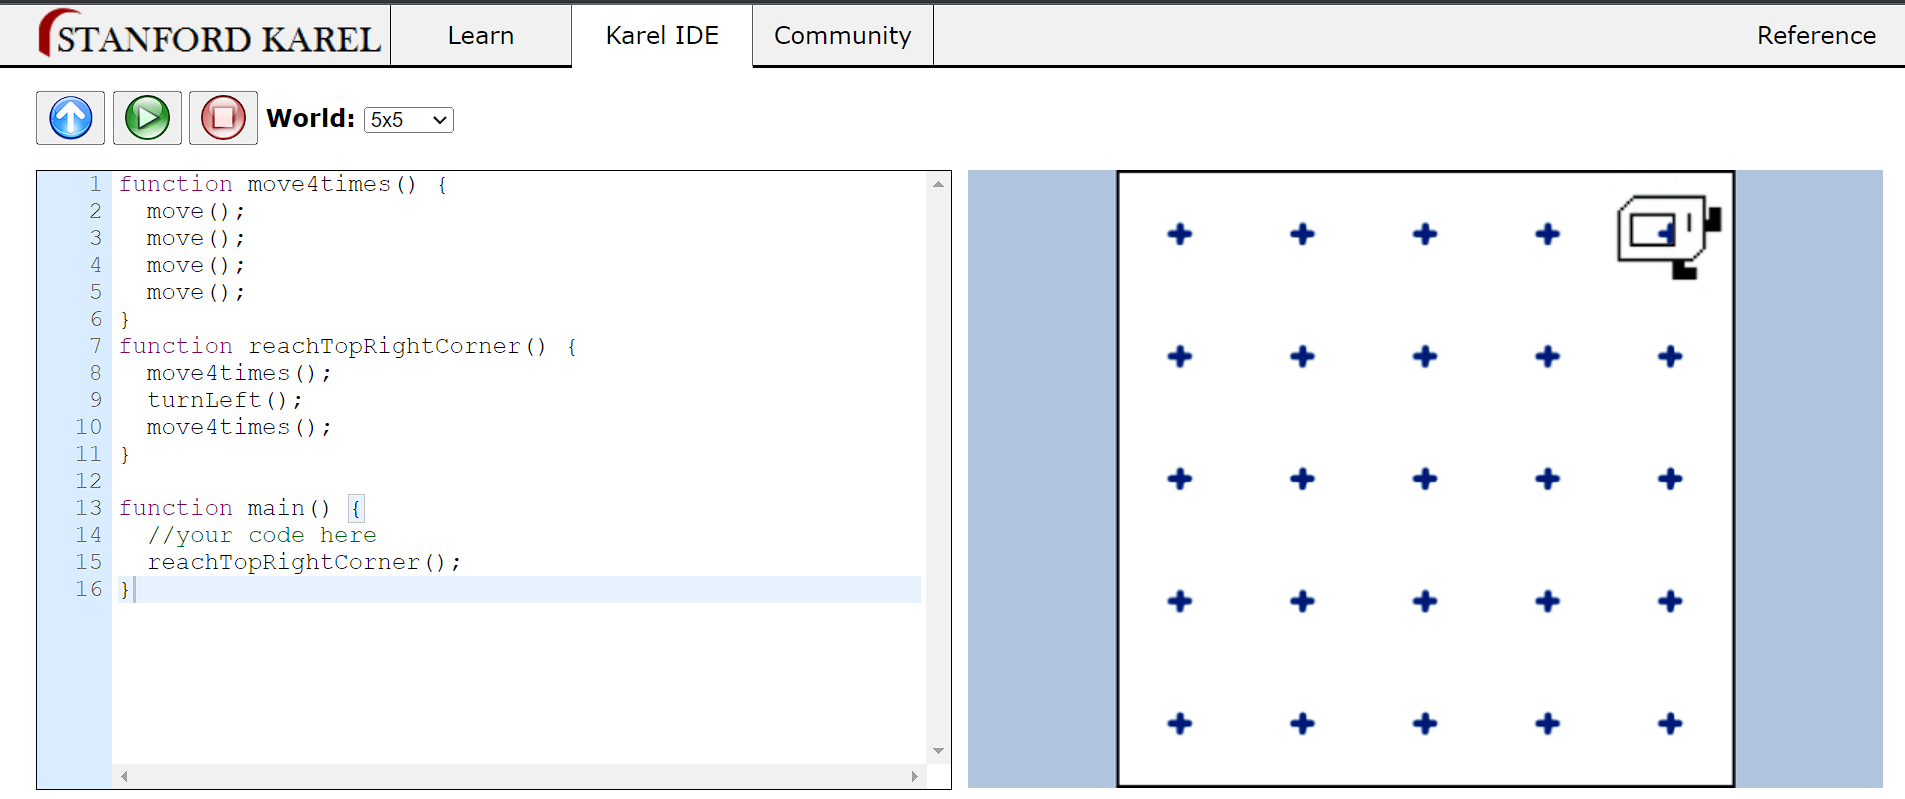 STANFORD KAREL
Learn
Karel IDE
Community
Reference
World: 5x5
1 function move4times() {
2   move();
3   move();
4   move();
5   move();
6 }
7 function reachTopRightCorner() {
8   move4times();
9   turnLeft();
10   move4times();
11 }
12
13 function main() {
14   //your code here
15   reachTopRightCorner();
16 }